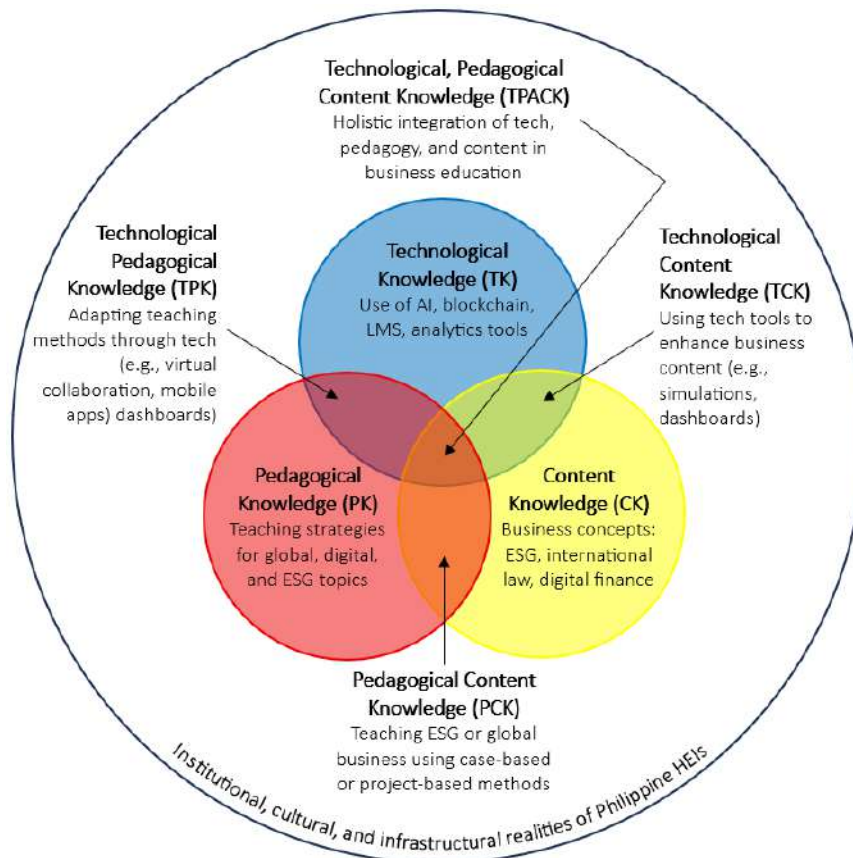 Technological, Pedagogical
Content Knowledge (TPACK)
Holistic integration of tech,
pedagogy, and content in
business education
Technological
Pedagogical
Knowledge (TPK)
Adapting teaching
methods through tech
(e.g., virtual
collaboration, mobile
apps) dashboards)
Technological
Knowledge (TK)
Use of AI, blockchain,
LMS, analytics tools
Technological
Content
Knowledge (TCK)
Using tech tools to
enhance business
content (e.g.,
simulations,
dashboards)
Pedagogical
Knowledge (PK)
Teaching strategies
for global, digital,
and ESG topics
Content
Knowledge (CK)
Business concepts:
ESG, international
law, digital finance
Pedagogical Content
Knowledge (PCK)
Teaching ESG or global
business using case-based
or project-based methods
Institutional, cultural, and infrastructural realities of Philippine HEIs